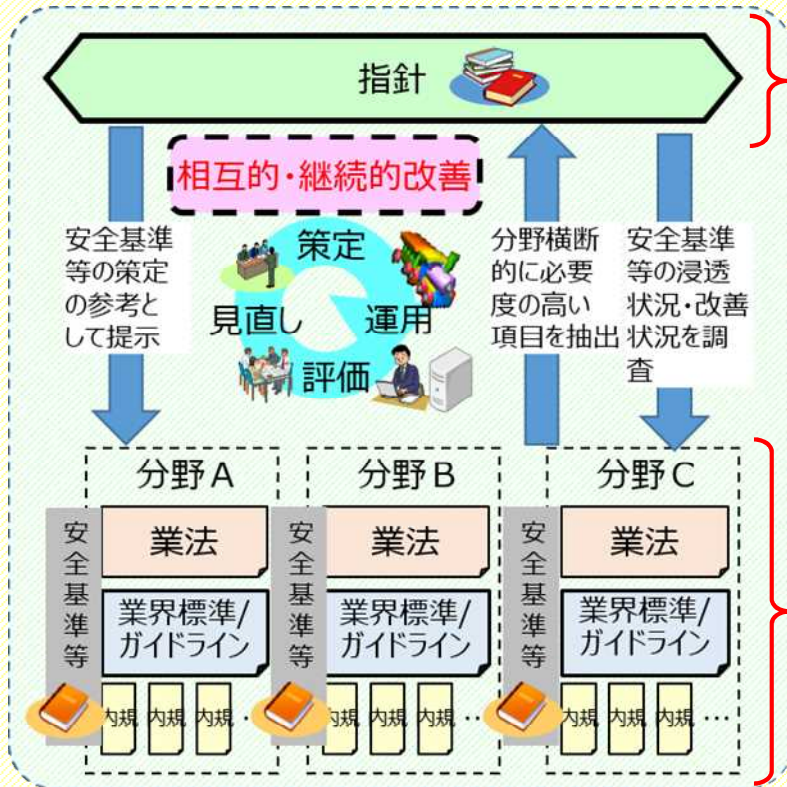 指針
相互的・継続的改善
安全基準
等の策定
の参考と
して提示
策定
見直し
運用
評価
分野横断
的に必要
度の高い
項目を抽出
安全基準
等の浸透
状況・改善
状況を調
査
分野A
安全基準等
業法
業界標準/
ガイドライン
内規 内規 内規 ・
分野B
安全基準等
業法
業界標準/
ガイドライン
内規 内規 内規 ‥
分野C
安全基準等
業法
業界標準/
ガイドライン
内規 内規 内規 …